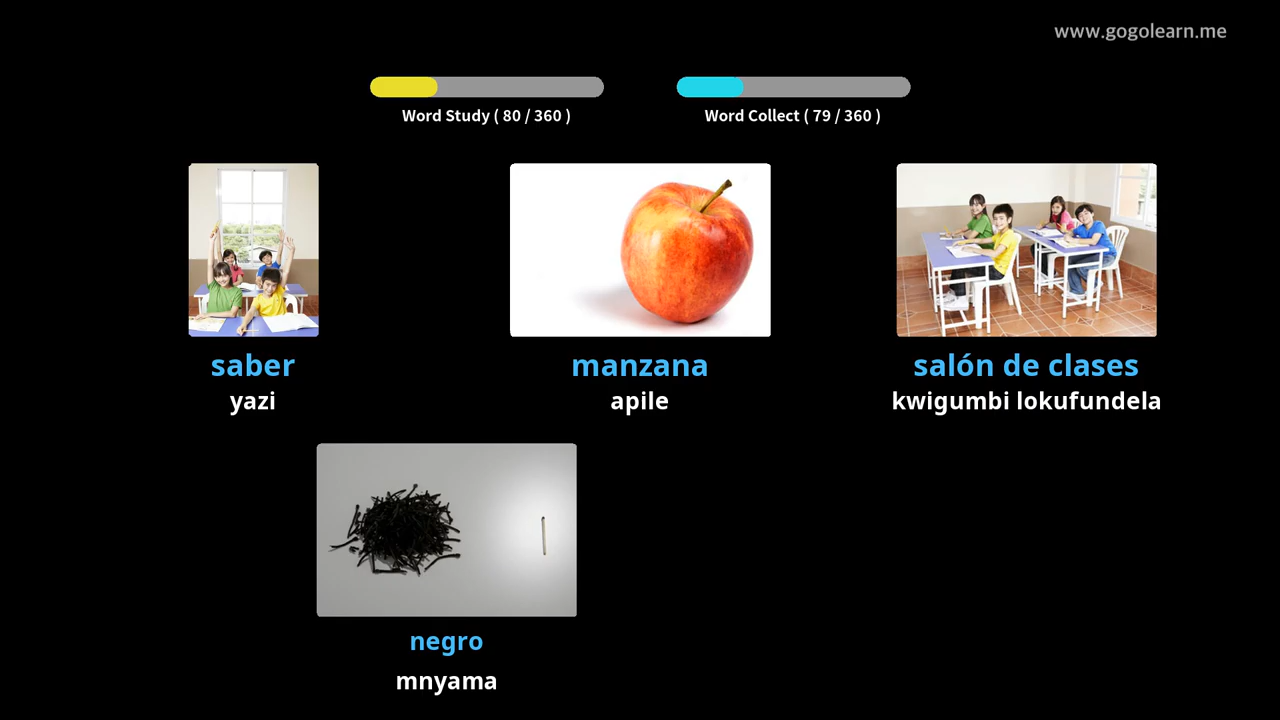 www.gogolearn.me
Word Study ( 80 / 360 )
Word Collect ( 79 / 360 )
saber
yazi
manzana
apile
salón de clases
kwigumbi lokufundela
negro
mnyama